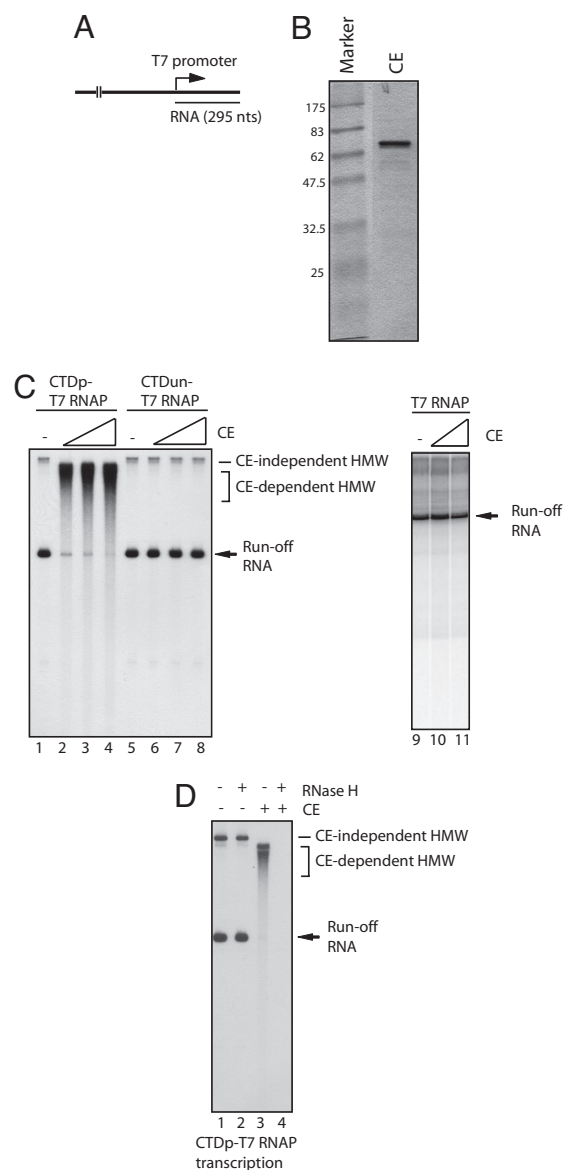 A
T7 promoter
RNA (295 nts)
B
Marker
CE
175
83
62
47.5
32.5
25
C
CTDp-
T7 RNAP
CTDun-
T7 RNAP
-
-
CE
CE-independent HMW
CE-dependent HMW
Run-off
RNA
1 2 3 4 5 6 7 8
T7 RNAP
-
CE
Run-off
RNA
9 10 11
D
- + - + RNase H
- - + + CE
CE-independent HMW
CE-dependent HMW
Run-off
RNA
1 2 3 4
CTDp-T7 RNAP
transcription